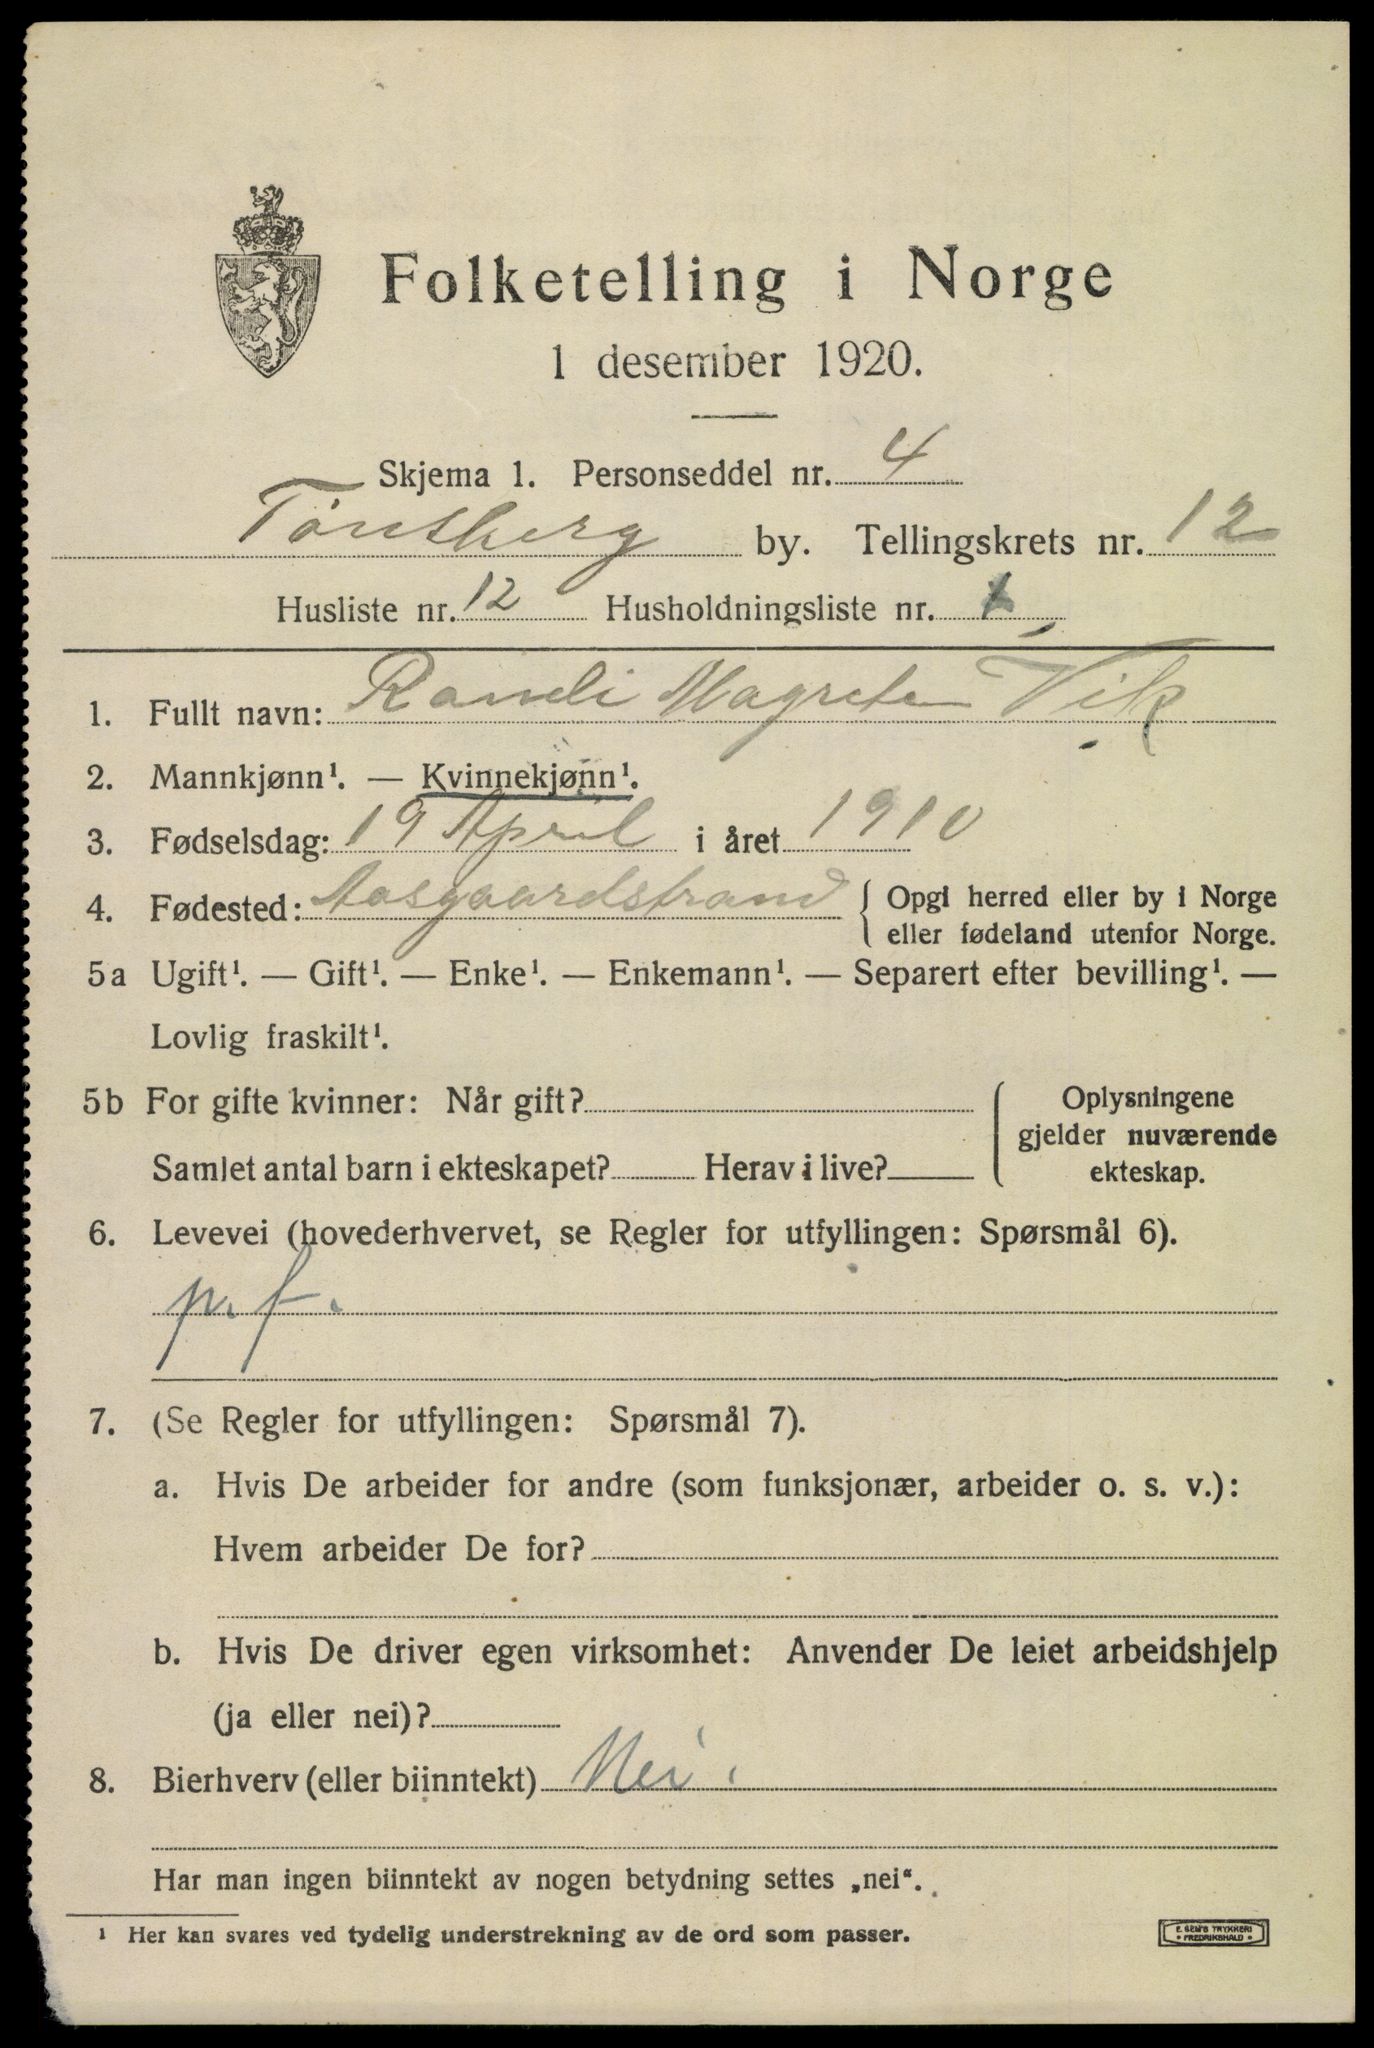 Folketelling i Norge
1 desember 1920.
Skjema 1. Personseddel nr. 4
Tønsberg by. Tellingskrets nr. 12
Husliste nr. 12 Husholdningsliste nr. 1
1. Fullt navn: Randi Magrete Vik
2. Mannkjønn¹. — Kvinnekjønn¹.
3. Fødselsdag: 19 April i året 1910
4. Fødested: Aasgaardstrand { Opgi herred eller by i Norge
eller fødeland utenfor Norge.
5a Ugift¹. — Gift¹. — Enke¹. — Enkemann¹. — Separert efter bevilling¹. —
Lovlig fraskilt¹.
5b For gifte kvinner: Når gift? Oplysningene
gjelder nuværende
Samlet antal barn i ekteskapet? Herav i live? ekteskap.
6. Levevei (hovederhvervet, se Regler for utfyllingen: Spørsmål 6).
p. f.
7. (Se Regler for utfyllingen: Spørsmål 7).
a. Hvis De arbeider for andre (som funksjonær, arbeider o. s. v.):
Hvem arbeider De for?
b. Hvis De driver egen virksomhet: Anvender De leiet arbeidshjelp
(ja eller nei)?
8. Bierhverv (eller biinntekt) Nei.
Har man ingen biinntekt av nogen betydning settes „nei“.
¹ Her kan svares ved tydelig understrekning av de ord som passer.
E. SEM'S TRYKKERI
• FREDRIKSHALD •